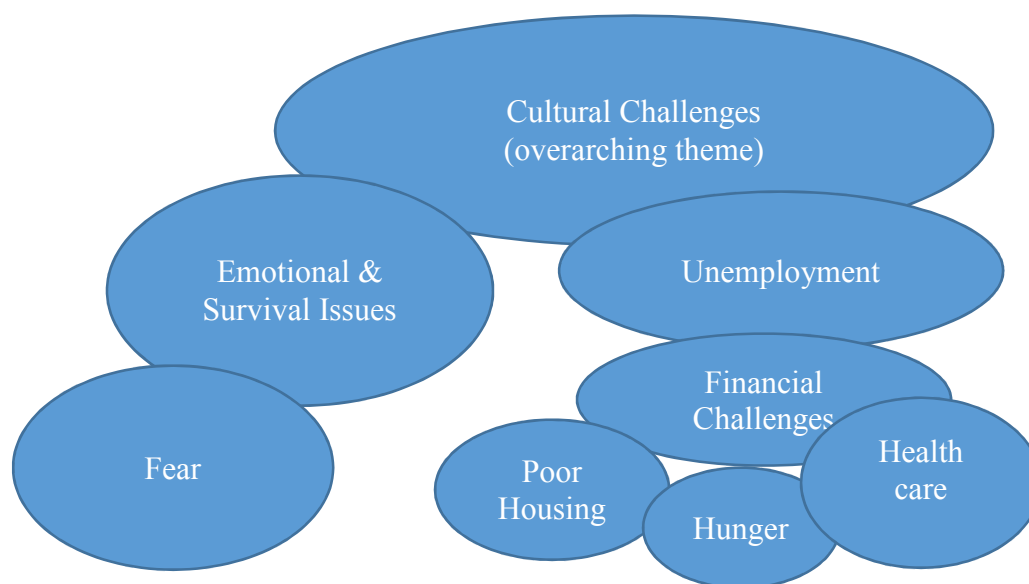 Cultural Challenges
(overarching theme)
Emotional &
Survival Issues
Unemployment
Financial
Challenges
Fear
Poor
Housing
Hunger
Health
care